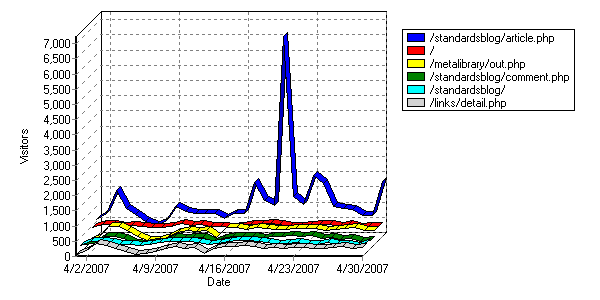 7,000
6,500
6,000
5,500
5,000
4,500
4,000
3,500
3,000
2,500
2,000
1,500
1,000
500
0
Visitors
4/2/2007 4/9/2007 4/16/2007 4/23/2007 4/30/2007
Date
/standardsblog/article.php
/
/metalibrary/out.php
/standardsblog/comment.php
/standardsblog/
/links/detail.php